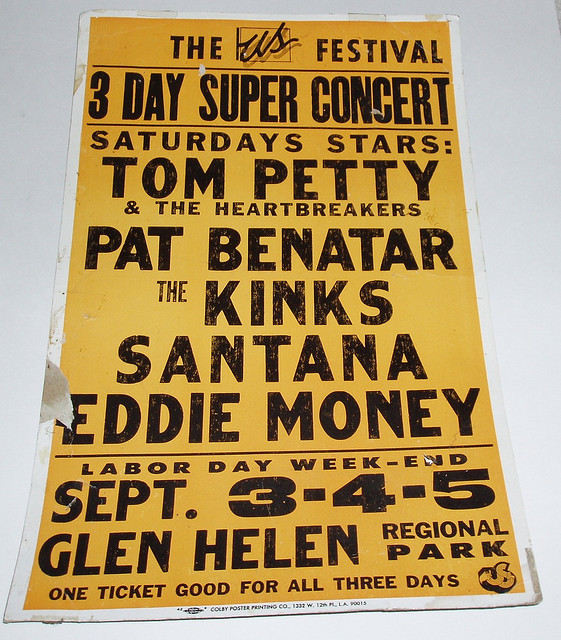 THE US FESTIVAL
3 DAY SUPER CONCERT
SATURDAYS STARS:
TOM PETTY
& THE HEARTBREAKERS
PAT BENATAR
THE KINKS
SANTANA
EDDIE MONEY
LABOR DAY WEEK-END
SEPT. 3-4-5
GLEN HELEN REGIONAL PARK
ONE TICKET GOOD FOR ALL THREE DAYS
US
COLBY POSTER PRINTING CO., 1332 W. 12th PL., L.A. 90015